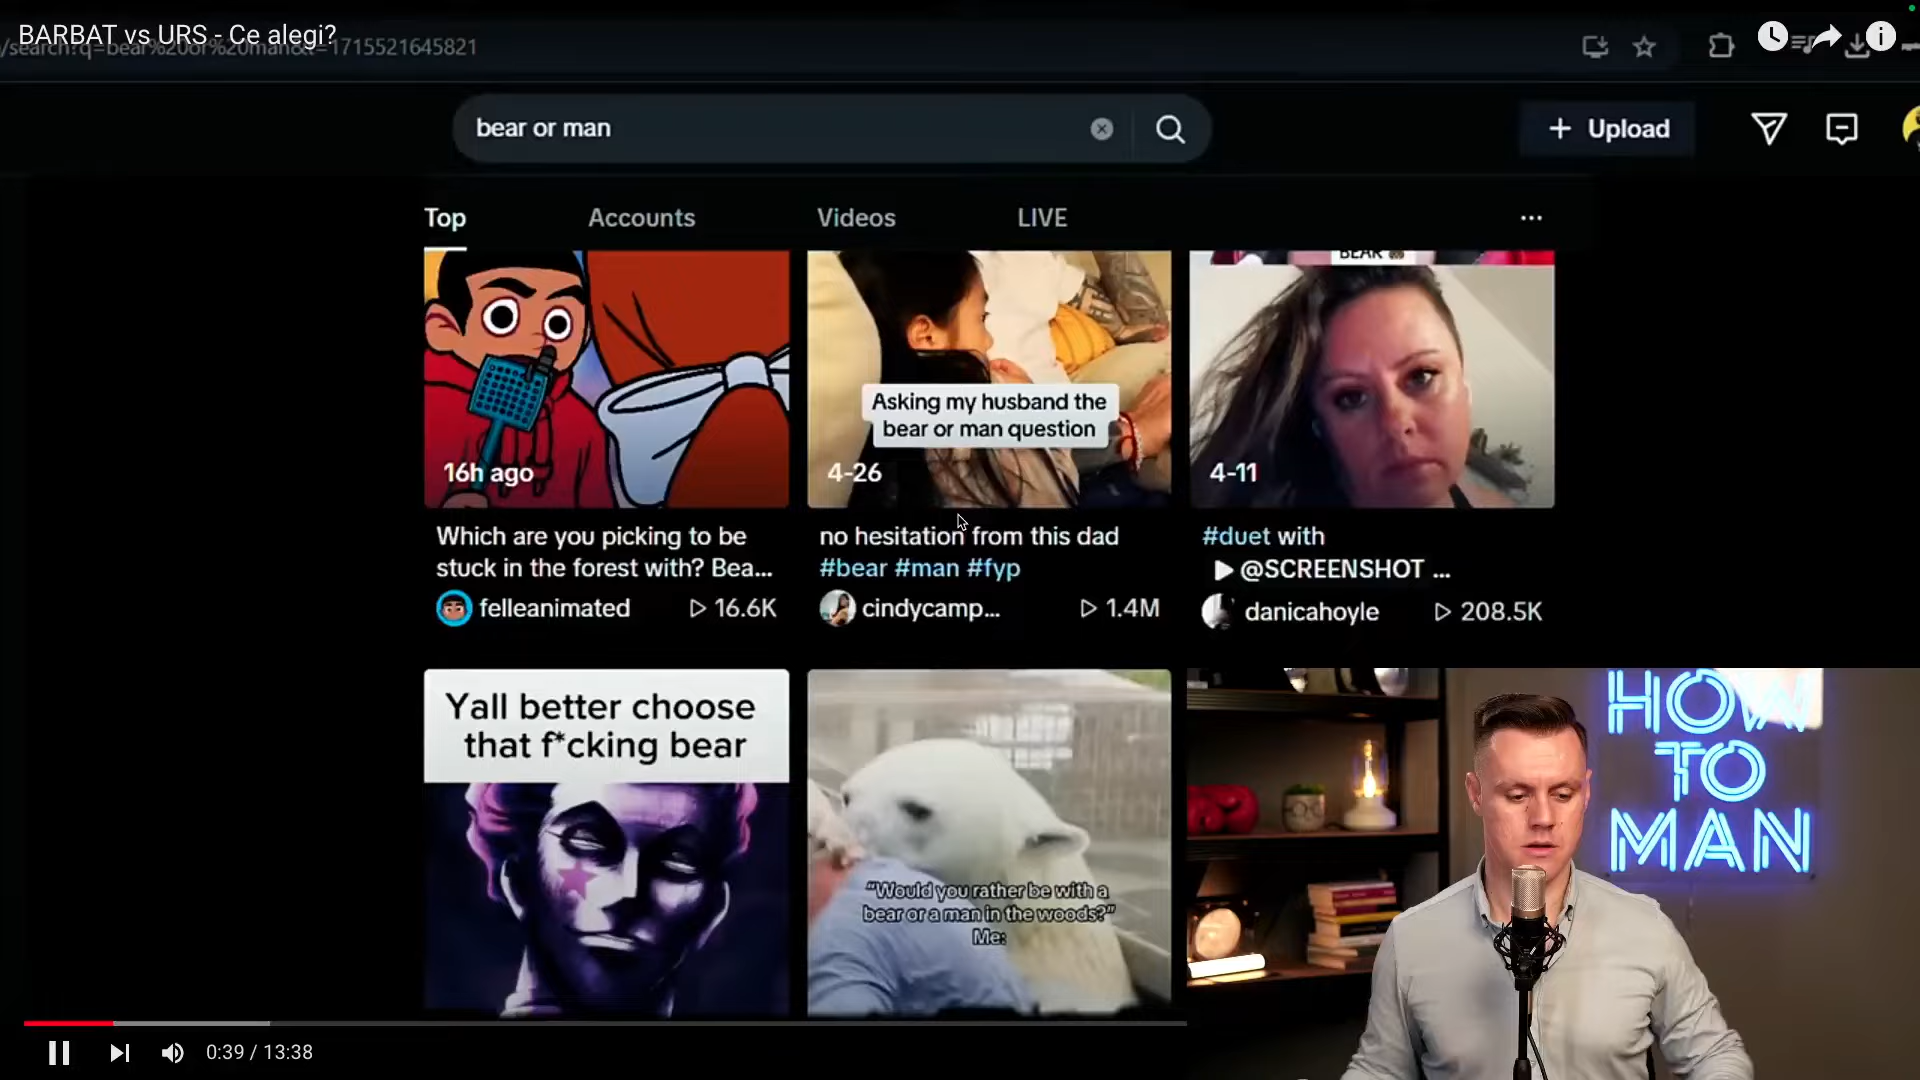 BARBAT vs URS - Ce alegi?
/search?q=bear%20or%20man&t=1715521645821
bear or man
Upload
Top
Accounts
Videos
LIVE
BEAR
16h ago
Asking my husband the
bear or man question
4-26
4-11
Which are you picking to be
stuck in the forest with? Bea...
felleanimated
16.6K
no hesitation from this dad
#bear #man #fyp
cindycamp...
1.4M
#duet with
@SCREENSHOT ...
danicahoyle
208.5K
Yall better choose
that f*cking bear
"Would you rather be with a
bear or a man in the woods?"
Me:
HOW
TO
MAN
0:39 / 13:38